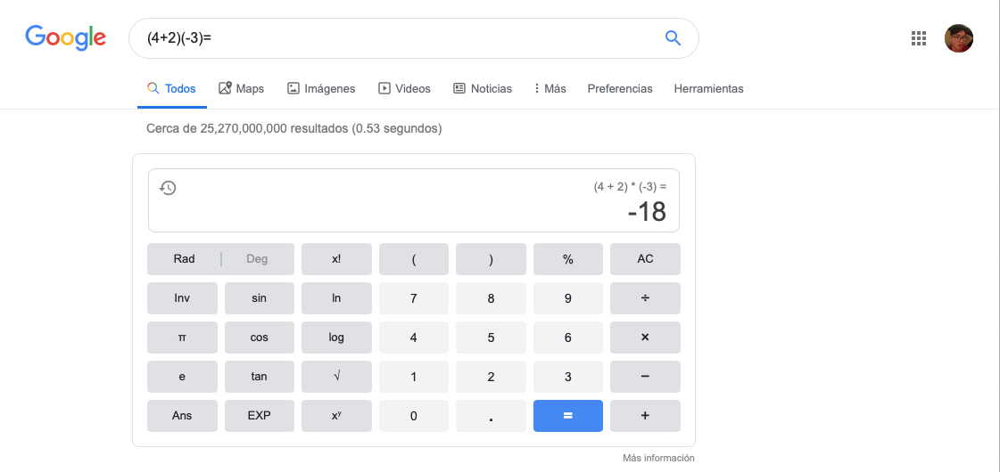 Google (4+2)(-3)=
Todos Maps Imágenes Videos Noticias Más Preferencias Herramientas
Cerca de 25,270,000,000 resultados (0.53 segundos)
(4 + 2) * (-3) =
-18
Rad | Deg x! ( ) % AC
Inv sin ln 7 8 9 ÷
π cos log 4 5 6 ×
e tan √ 1 2 3 −
Ans EXP xʸ 0 . = +
Más información